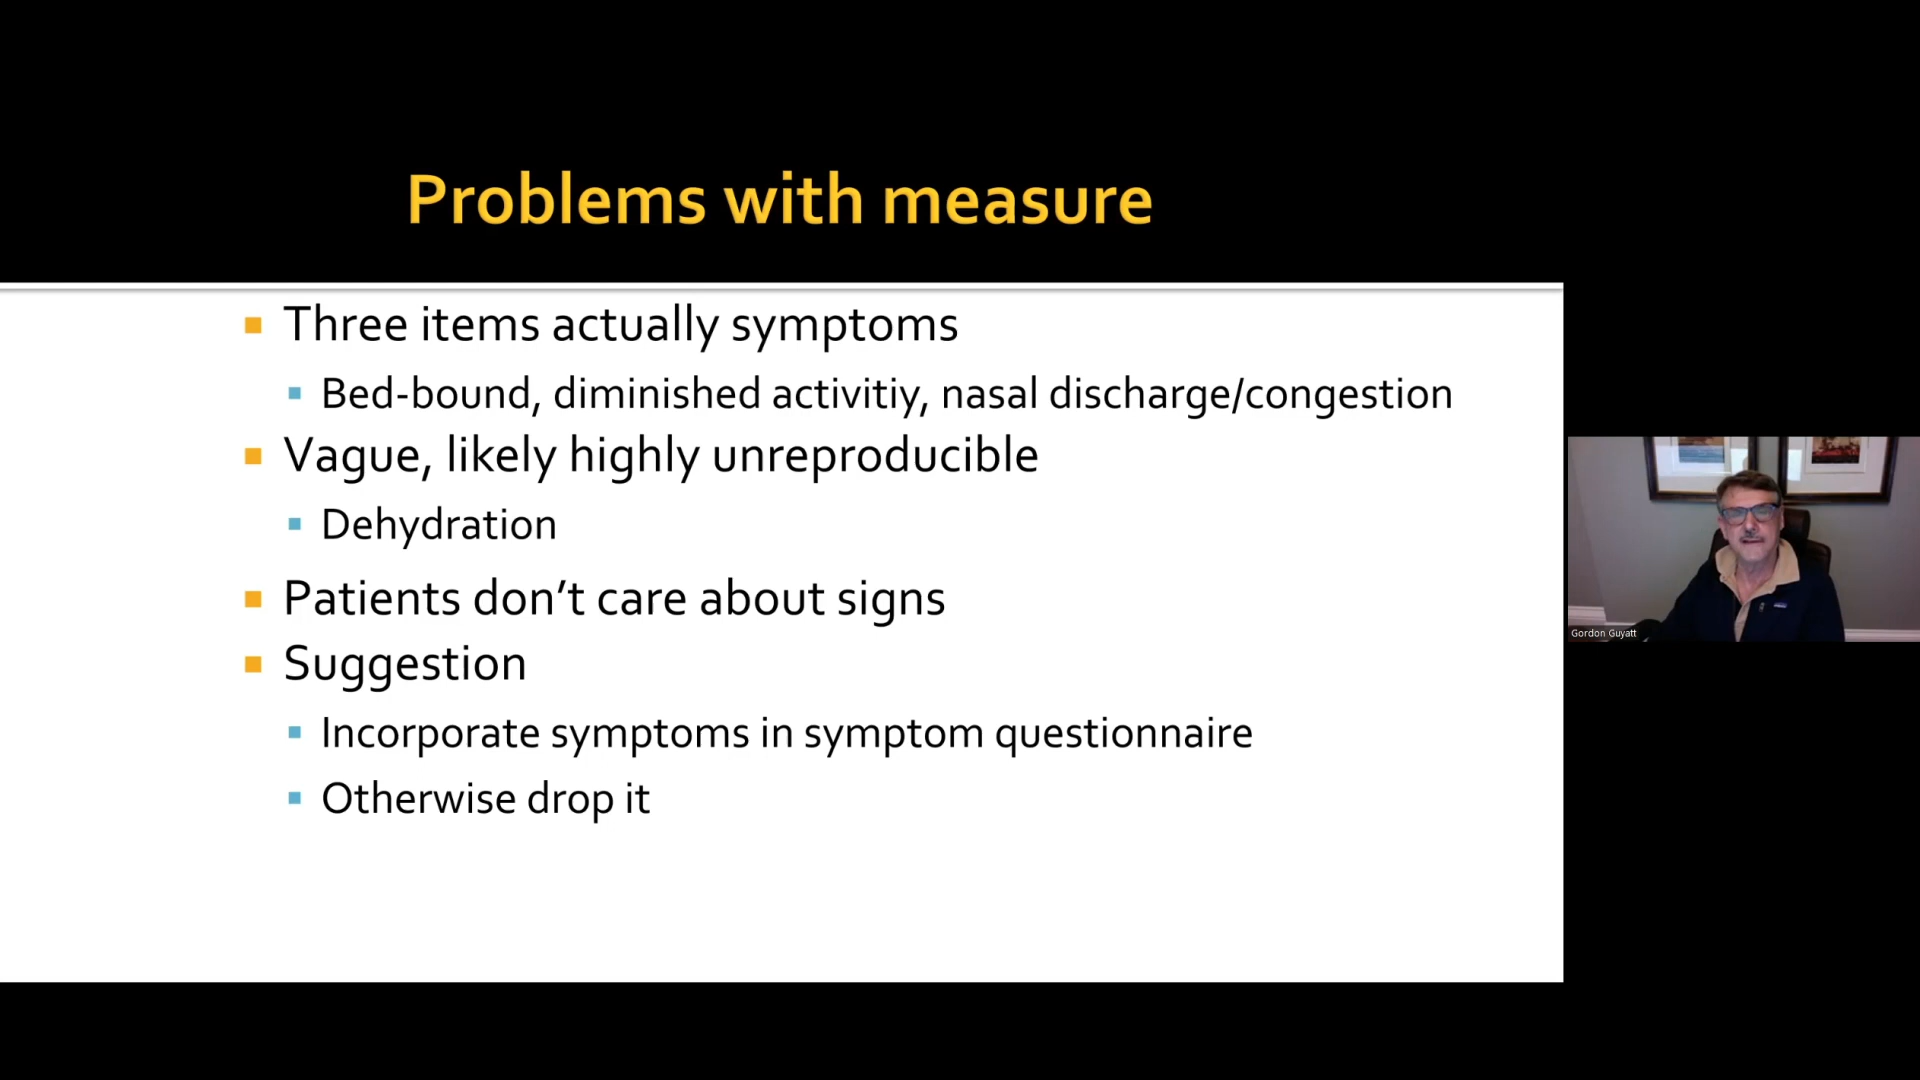 Problems with measure
Three items actually symptoms
Bed-bound, diminished activitiy, nasal discharge/congestion
Vague, likely highly unreproducible
Dehydration
Patients don’t care about signs
Suggestion
Incorporate symptoms in symptom questionnaire
Otherwise drop it
Gordon Guyatt